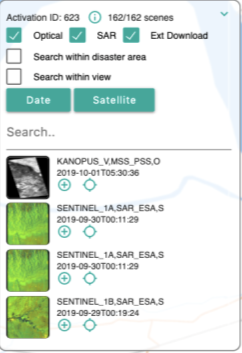 Activation ID: 623 162/162 scenes
Optical SAR Ext Download
Search within disaster area
Search within view
Date Satellite
Search..
KANOPUS_V,MSS_PSS,O
2019-10-01T05:30:36
SENTINEL_1A,SAR_ESA,S
2019-09-30T00:11:29
SENTINEL_1A,SAR_ESA,S
2019-09-30T00:11:29
SENTINEL_1B,SAR_ESA,S
2019-09-29T00:19:24